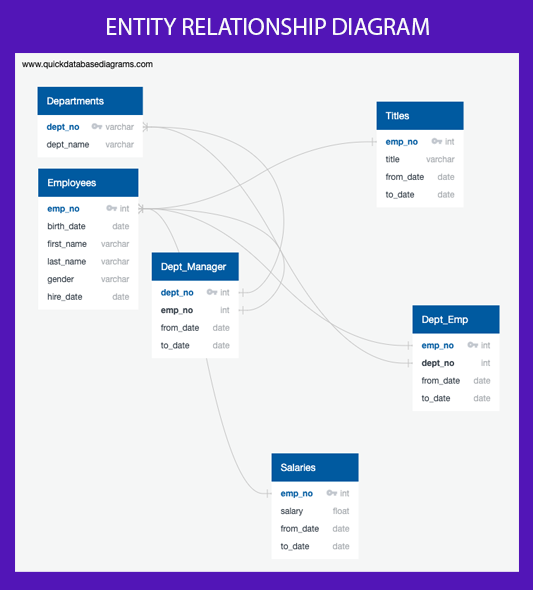 ENTITY RELATIONSHIP DIAGRAM
www.quickdatabasediagrams.com
Departments
dept_no varchar
dept_name varchar
Employees
emp_no int
birth_date date
first_name varchar
last_name varchar
gender varchar
hire_date date
Titles
emp_no int
title varchar
from_date date
to_date date
Dept_Manager
dept_no int
emp_no int
from_date date
to_date date
Dept_Emp
emp_no int
dept_no int
from_date date
to_date date
Salaries
emp_no int
salary float
from_date date
to_date date